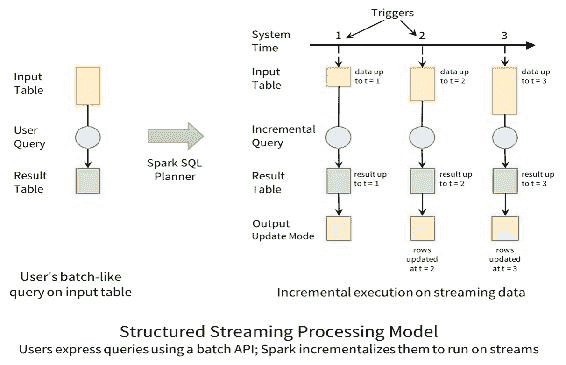 Triggers
System
Time
1
2
3
Input
Table
User
Query
Result
Table
Spark SQL
Planner
Input
Table
data up
to t = 1
data up
to t = 2
data up
to t = 3
Incremental
Query
Result
Table
result up
to t = 1
result up
to t = 2
result up
to t = 3
Output
Update Mode
rows
updated
at t = 2
rows
updated
at t = 3
User's batch-like
query on input table
Incremental execution on streaming data
Structured Streaming Processing Model
Users express queries using a batch API; Spark incrementalizes them to run on streams